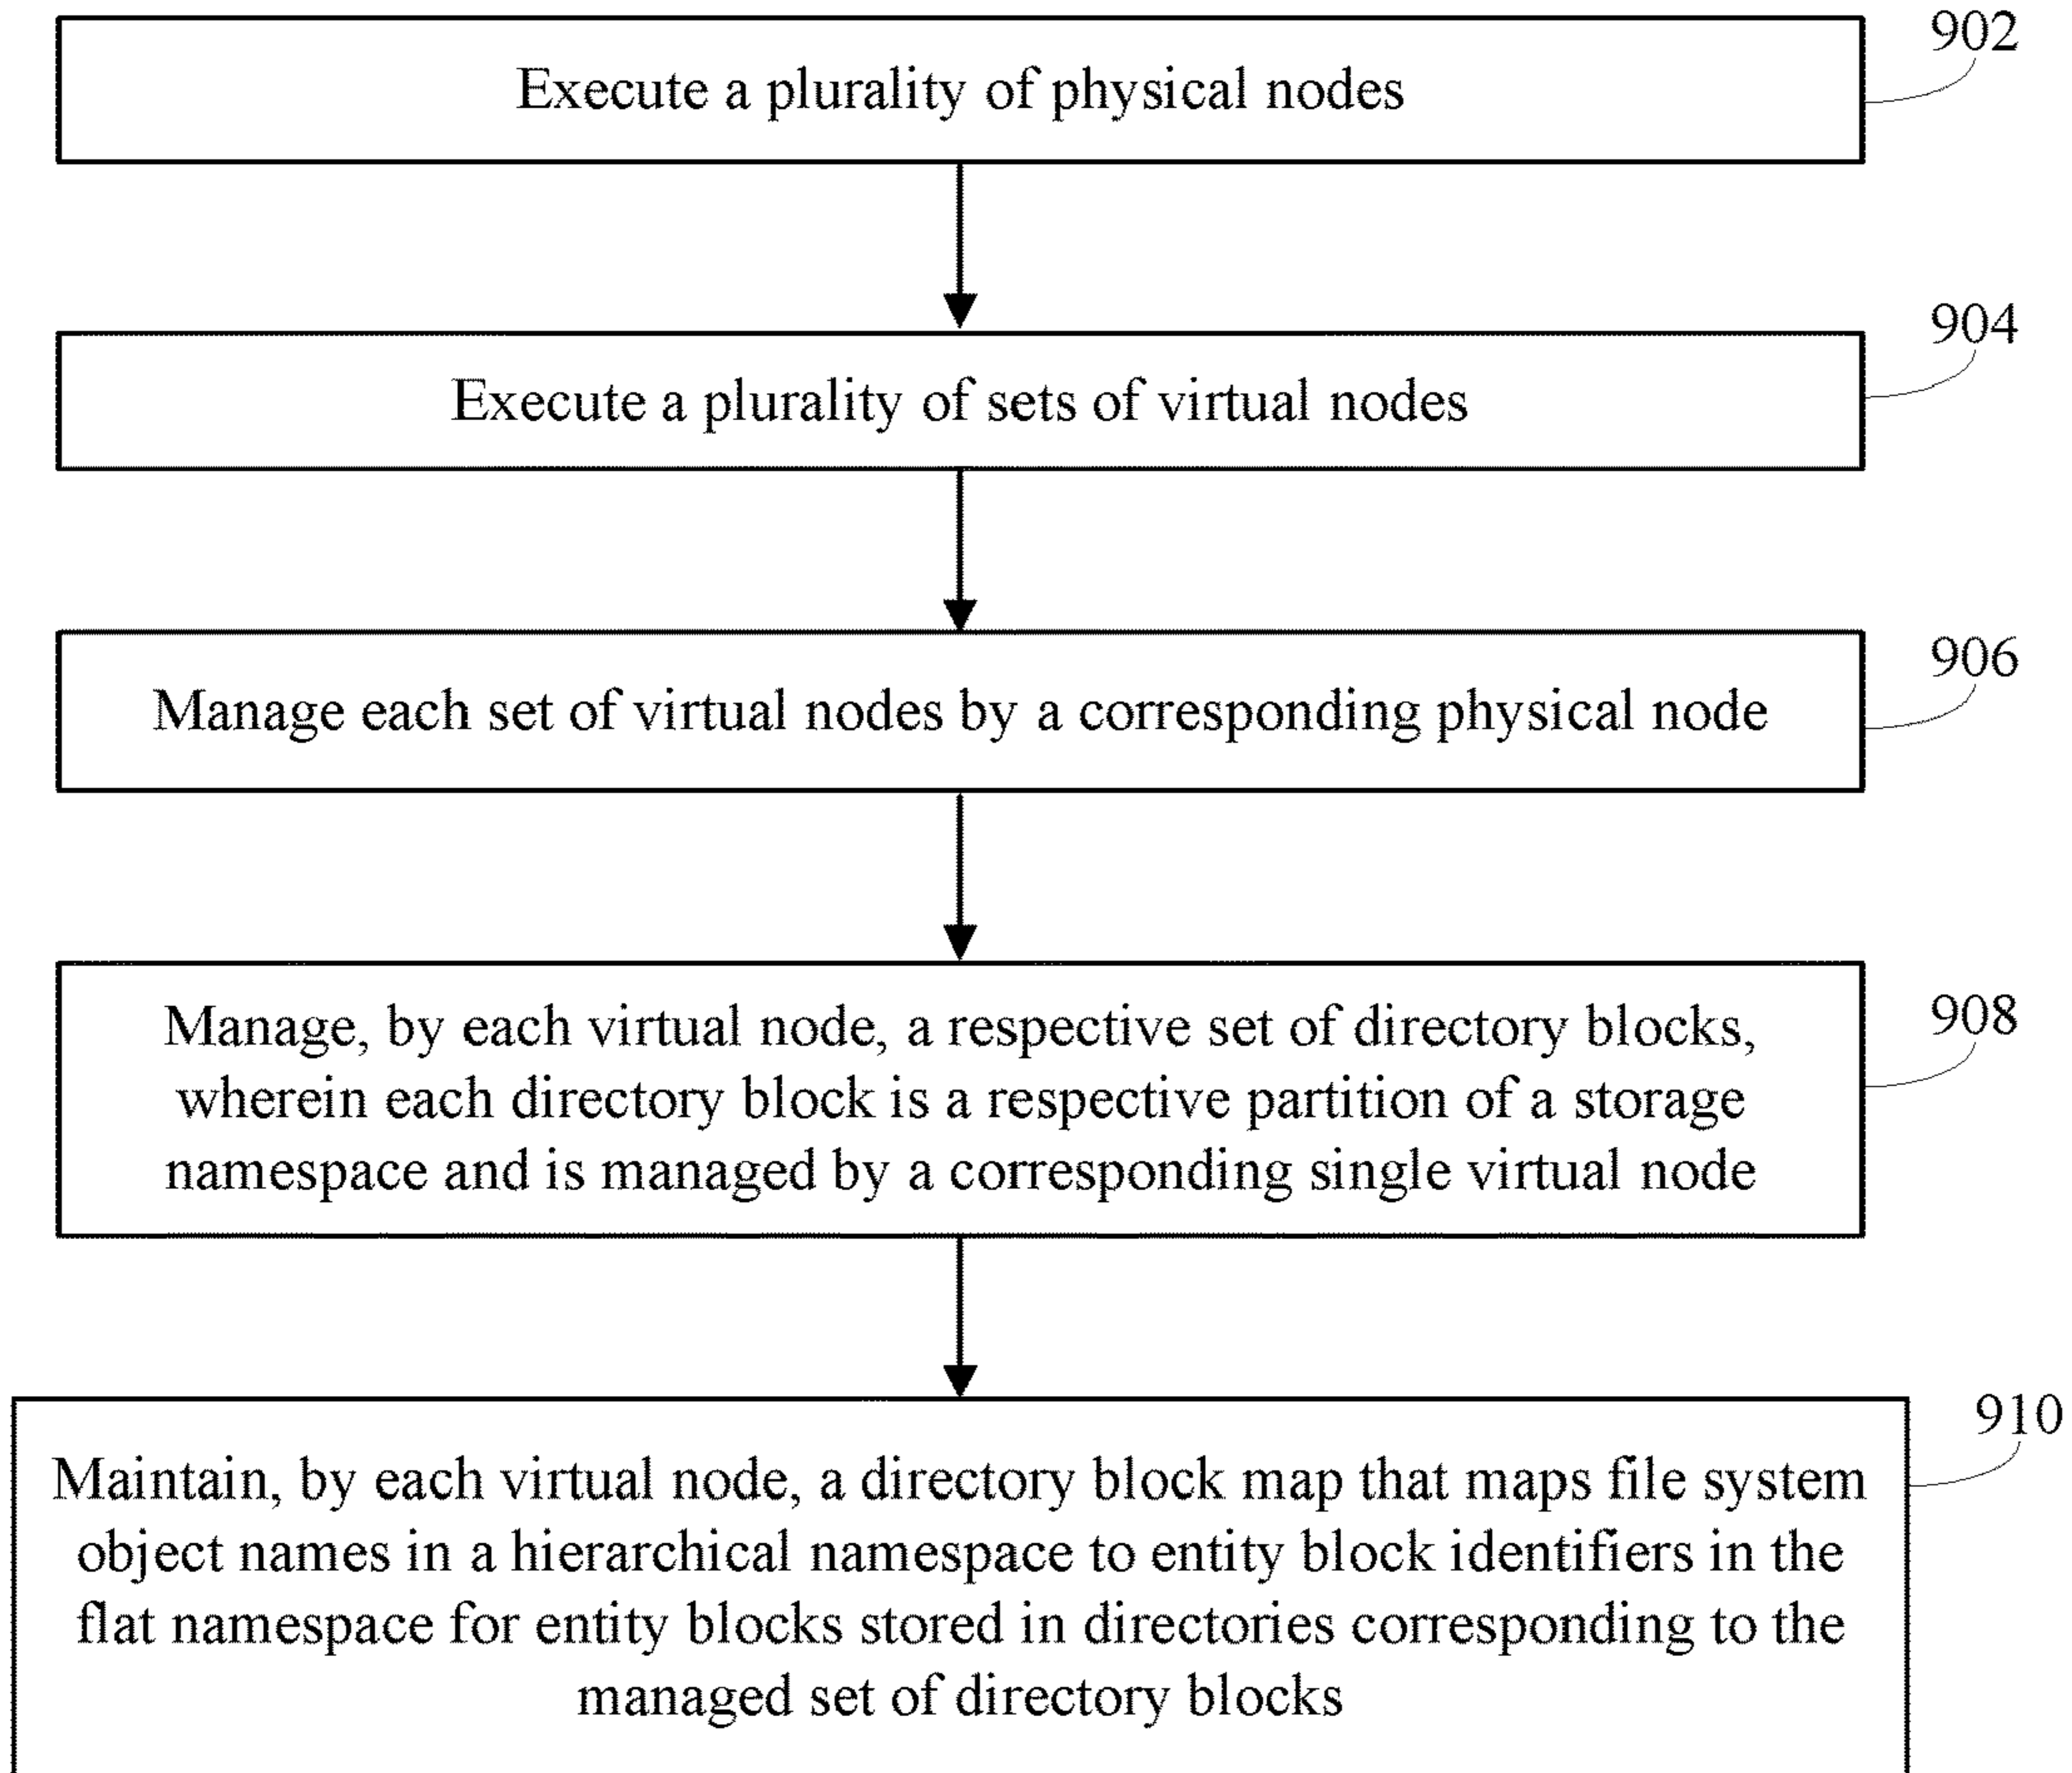 902
Execute a plurality of physical nodes
904
Execute a plurality of sets of virtual nodes
906
Manage each set of virtual nodes by a corresponding physical node
908
Manage, by each virtual node, a respective set of directory blocks,
wherein each directory block is a respective partition of a storage
namespace and is managed by a corresponding single virtual node
910
Maintain, by each virtual node, a directory block map that maps file system
object names in a hierarchical namespace to entity block identifiers in the
flat namespace for entity blocks stored in directories corresponding to the
managed set of directory blocks